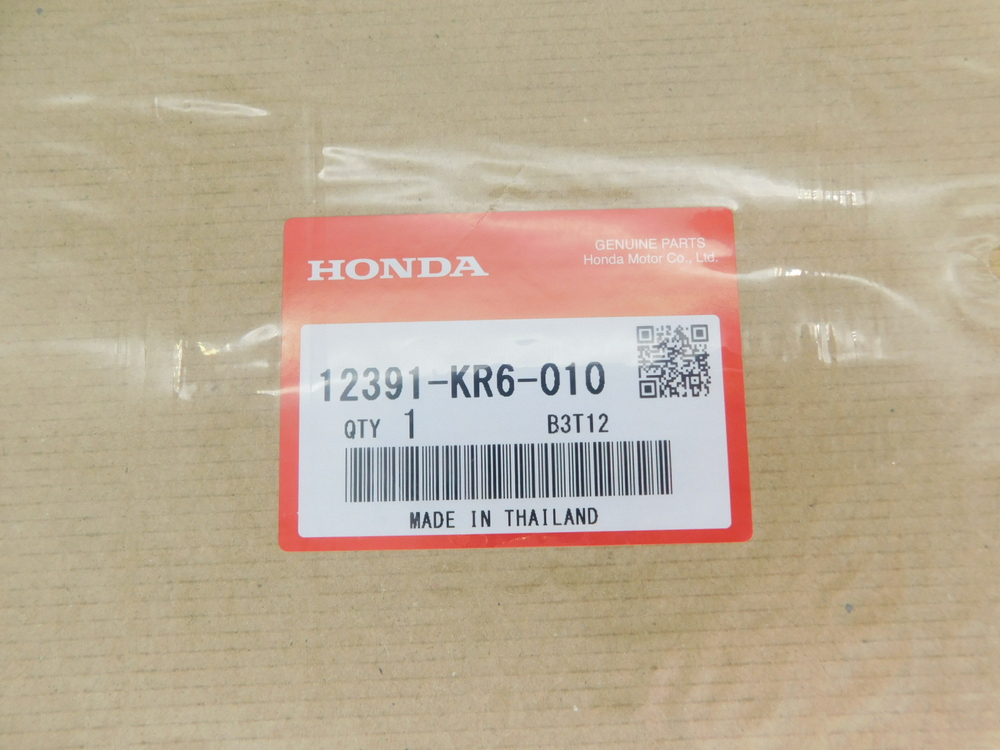 HONDA
GENUINE PARTS
Honda Motor Co., Ltd.
12391-KR6-010
QTY 1 B3T12
MADE IN THAILAND